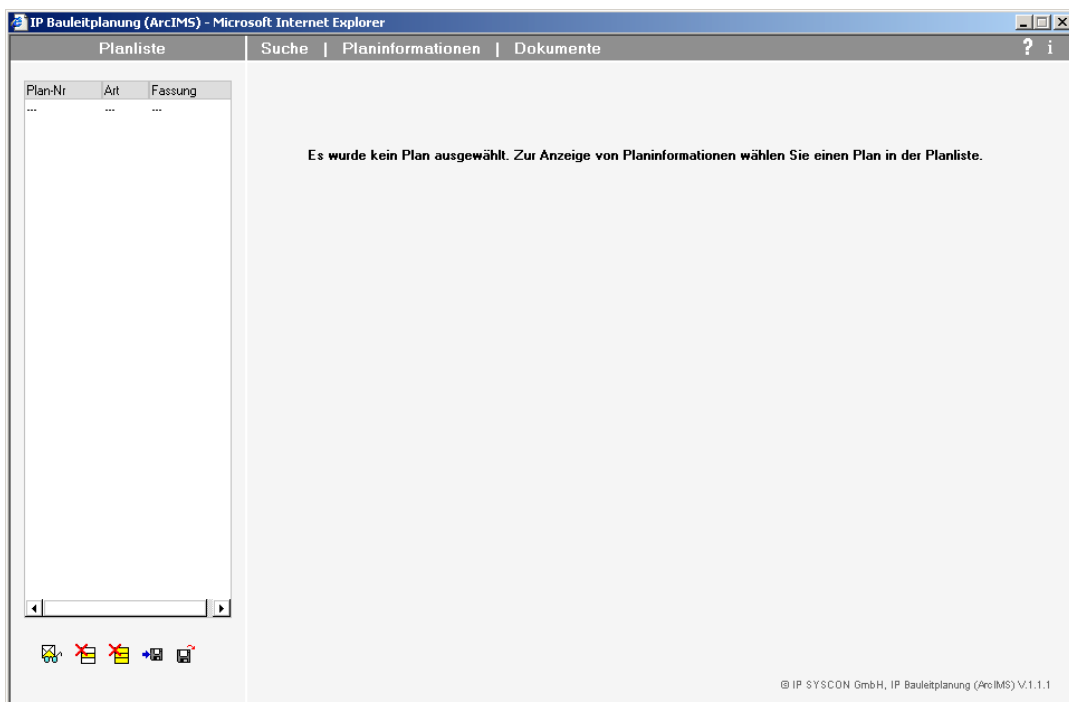 IP Bauleitplanung (ArcIMS) - Microsoft Internet Explorer
Planliste Suche | Planinformationen | Dokumente ? i
Plan-Nr Art Fassung
--- --- ---
Es wurde kein Plan ausgewählt. Zur Anzeige von Planinformationen wählen Sie einen Plan in der Planliste.
© IP SYSCON GmbH, IP Bauleitplanung (ArcIMS) V.1.1.1